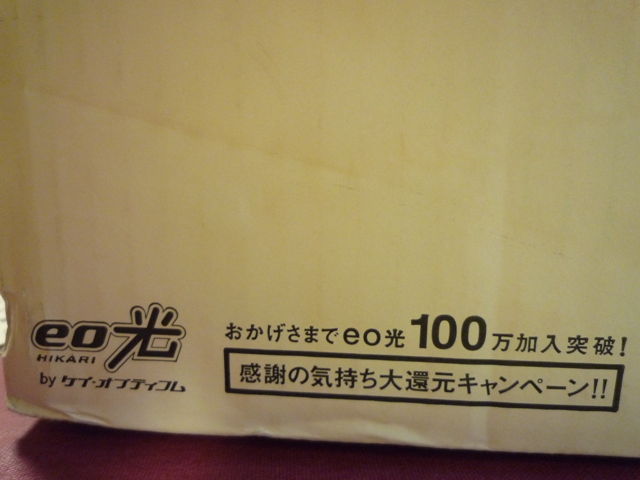 eo光
HIKARI
by ケイ・オプティコム
おかげさまでeo光100万加入突破!
感謝の気持ち大還元キャンペーン!!